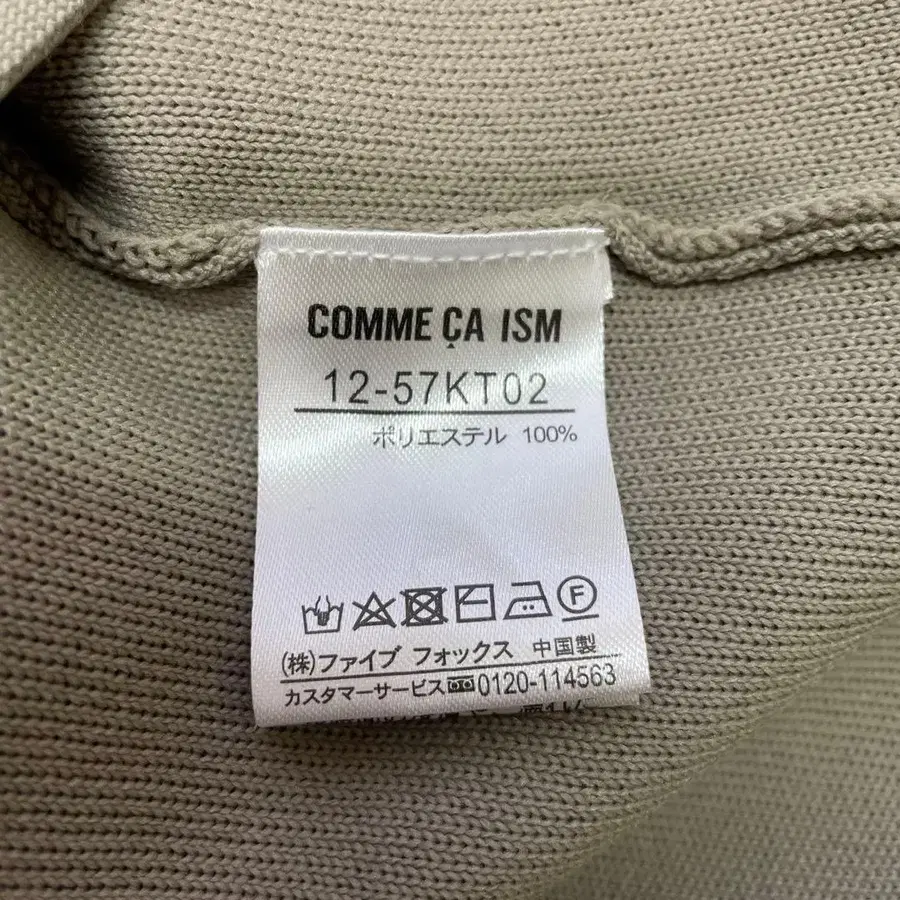 COMME ÇA ISM
12-57KT02
ポリエステル 100%
F
(株)ファイブ フォックス 中国製
カスタマーサービス 0120-114563